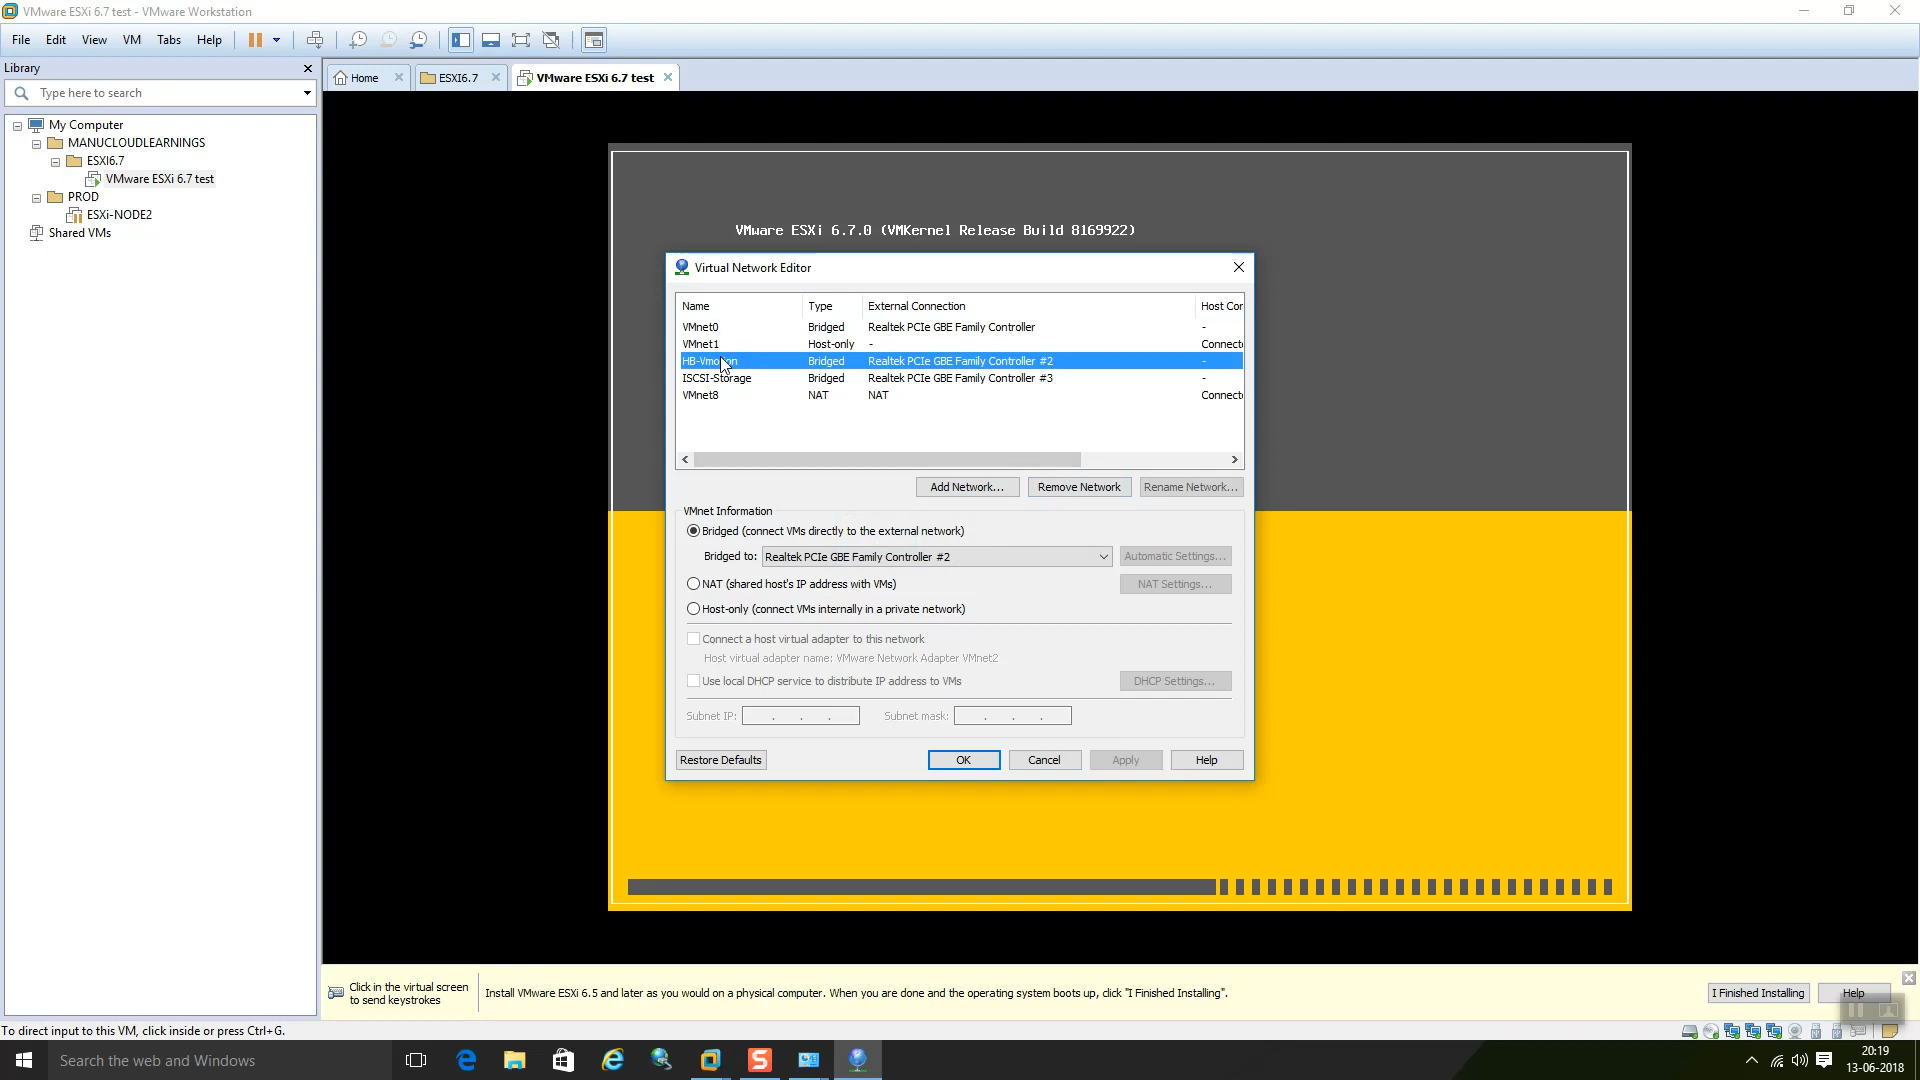 VMware ESXi 6.7 test - VMware Workstation
File Edit View VM Tabs Help
Library
Home
ESXI6.7
VMware ESXi 6.7 test
Type here to search
My Computer
MANUCLOUDLEARNINGS
ESXI6.7
VMware ESXi 6.7 test
PROD
ESXi-NODE2
Shared VMs
VMware ESXi 6.7.0 (VMKernel Release Build 8169922)
Virtual Network Editor
Name Type External Connection Host Con
VMnet0 Bridged Realtek PCIe GBE Family Controller -
VMnet1 Host-only - Connecte
Bridged Realtek PCIe GBE Family Controller #2 -
ISCSI-Storage Bridged Realtek PCIe GBE Family Controller #3 -
VMnet8 NAT NAT Connecte
Add Network... Remove Network Rename Network...
VMnet Information
Bridged (connect VMs directly to the external network)
Bridged to: Realtek PCIe GBE Family Controller #2 Automatic Settings...
NAT (shared host's IP address with VMs) NAT Settings...
Host-only (connect VMs internally in a private network)
Connect a host virtual adapter to this network
Host virtual adapter name: VMware Network Adapter VMnet2
Use local DHCP service to distribute IP address to VMs DHCP Settings...
Subnet IP: . . . Subnet mask: . . .
Restore Defaults OK Cancel Apply Help
Click in the virtual screen
to send keystrokes
Install VMware ESXi 6.5 and later as you would on a physical computer. When you are done and the operating system boots up, click "I Finished Installing".
I Finished Installing Help
To direct input to this VM, click inside or press Ctrl+G.
Search the web and Windows
20:19
13-06-2018